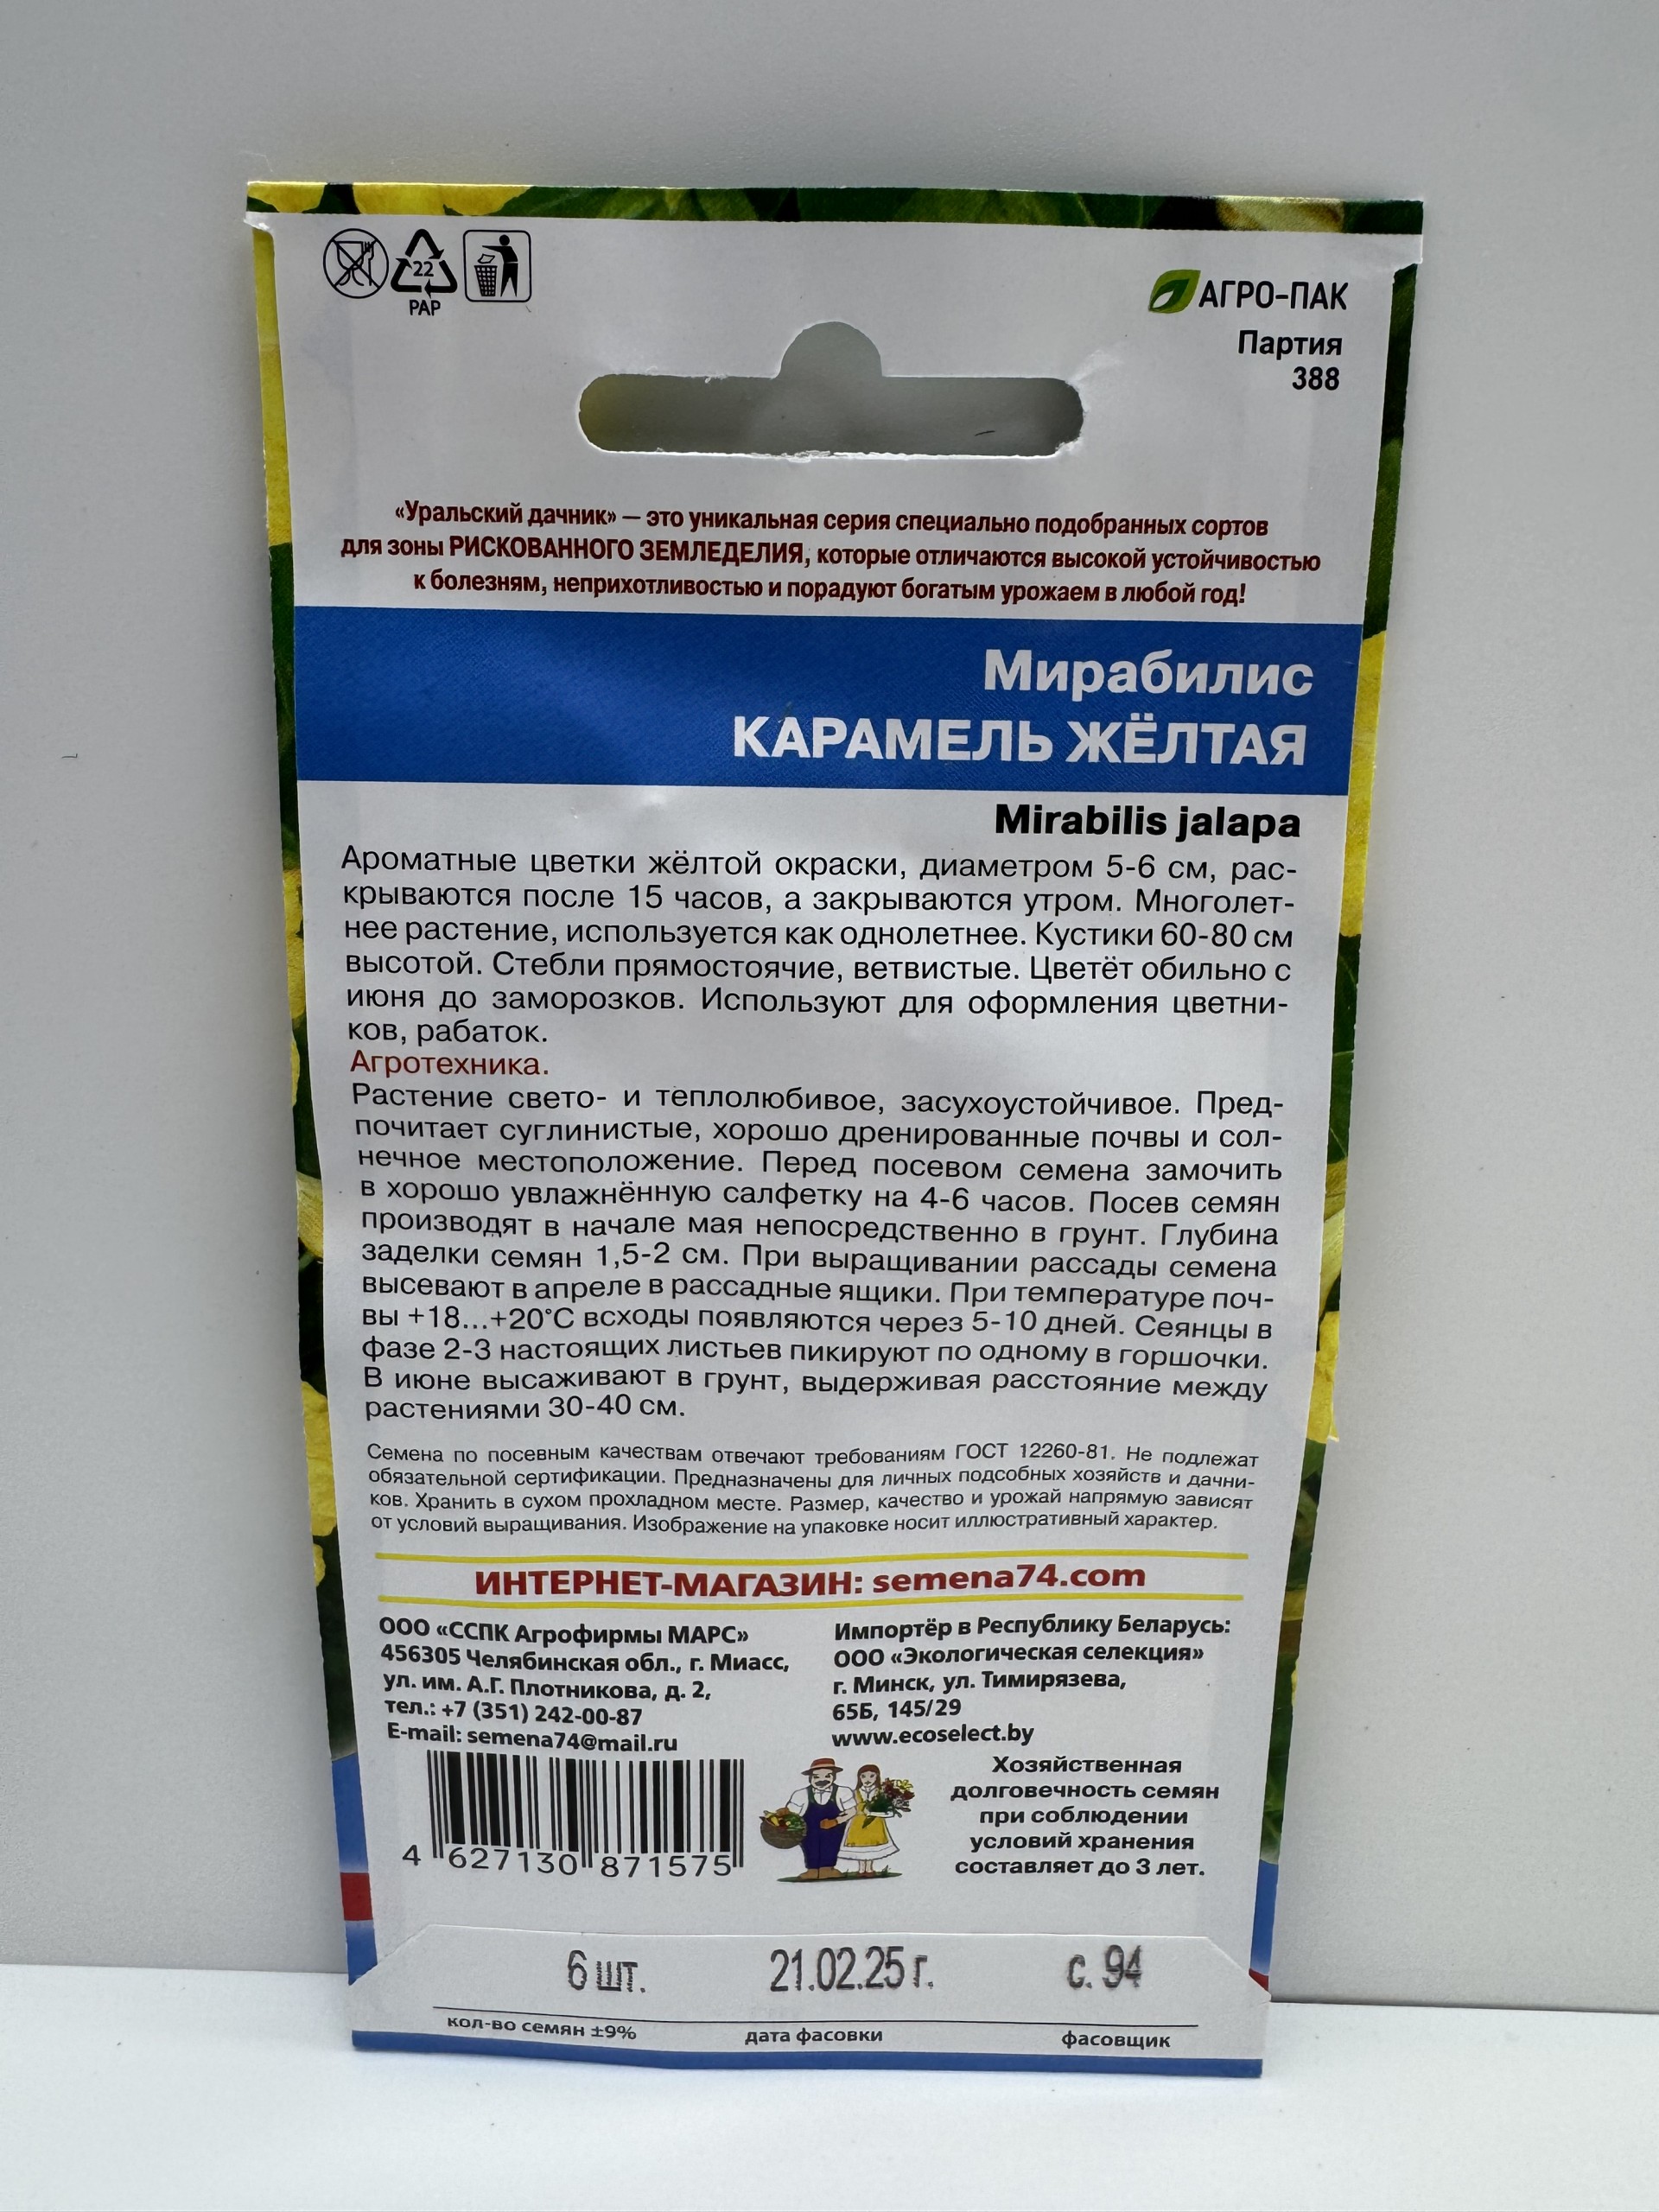 22
PAP
АГРО-ПАК
Партия
388
«Уральский дачник» — это уникальная серия специально подобранных сортов
для зоны РИСКОВАННОГО ЗЕМЛЕДЕЛИЯ, которые отличаются высокой устойчивостью
к болезням, неприхотливостью и порадуют богатым урожаем в любой год!
Мирабилис
КАРАМЕЛЬ ЖЁЛТАЯ
Mirabilis jalapa
Ароматные цветки жёлтой окраски, диаметром 5-6 см, рас-
крываются после 15 часов, а закрываются утром. Многолет-
нее растение, используется как однолетнее. Кустики 60-80 см
высотой. Стебли прямостоячие, ветвистые. Цветёт обильно с
июня до заморозков. Используют для оформления цветни-
ков, рабаток.
Агротехника.
Растение свето- и теплолюбивое, засухоустойчивое. Пред-
почитает суглинистые, хорошо дренированные почвы и сол-
нечное местоположение. Перед посевом семена замочить
в хорошо увлажнённую салфетку на 4-6 часов. Посев семян
производят в начале мая непосредственно в грунт. Глубина
заделки семян 1,5-2 см. При выращивании рассады семена
высевают в апреле в рассадные ящики. При температуре поч-
вы +18...+20°С всходы появляются через 5-10 дней. Сеянцы в
фазе 2-3 настоящих листьев пикируют по одному в горшочки.
В июне высаживают в грунт, выдерживая расстояние между
растениями 30-40 см.
Семена по посевным качествам отвечают требованиям ГОСТ 12260-81. Не подлежат
обязательной сертификации. Предназначены для личных подсобных хозяйств и дачни-
ков. Хранить в сухом прохладном месте. Размер, качество и урожай напрямую зависят
от условий выращивания. Изображение на упаковке носит иллюстративный характер.
ИНТЕРНЕТ-МАГАЗИН: semena74.com
ООО «ССПК Агрофирмы МАРС»
456305 Челябинская обл., г. Миасс,
ул. им. А.Г. Плотникова, д. 2,
тел.: +7 (351) 242-00-87
E-mail: semena74@mail.ru
Импортёр в Республику Беларусь:
ООО «Экологическая селекция»
г. Минск, ул. Тимирязева,
65Б, 145/29
www.ecoselect.by
4 627130 871575
Хозяйственная
долговечность семян
при соблюдении
условий хранения
составляет до 3 лет.
6 шт. 21.02.25 г. с. 94
кол-во семян ±9% дата фасовки фасовщик